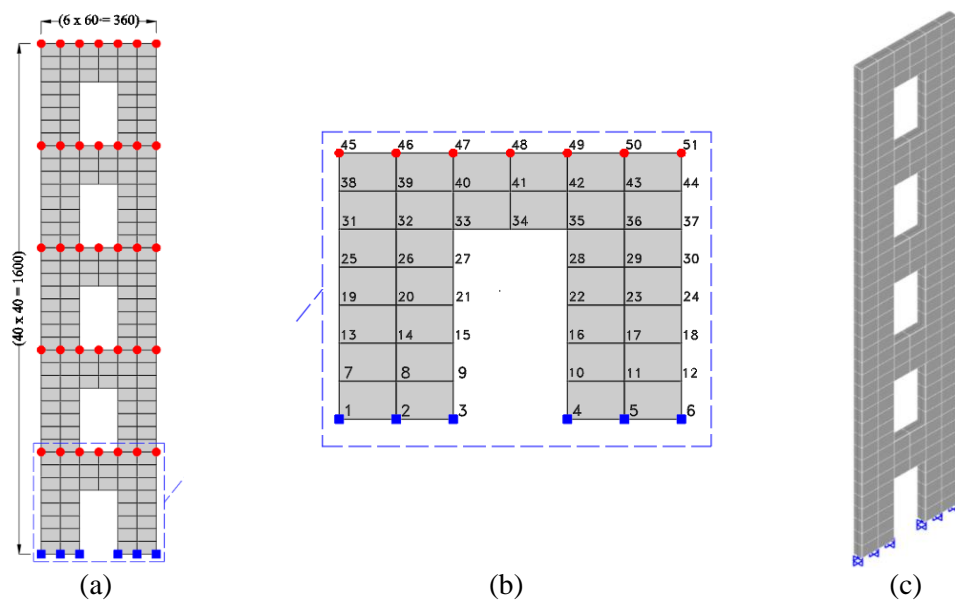 (6 x 60 = 360)
(40 x 40 = 1600)
45 46 47 48 49 50 51
38 39 40 41 42 43 44
31 32 33 34 35 36 37
25 26 27 28 29 30
19 20 21 22 23 24
13 14 15 16 17 18
7 8 9 10 11 12
1 2 3 4 5 6
(a) (b) (c)